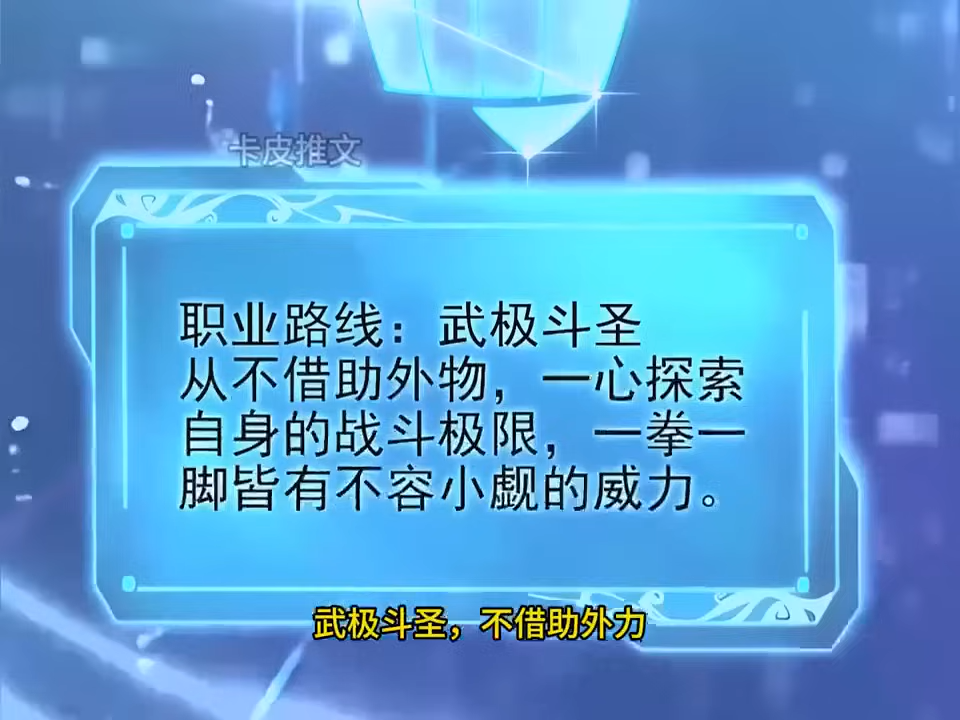 卡皮推文
职业路线：武极斗圣
从不借助外物，一心探索
自身的战斗极限，一拳一
脚皆有不容小觑的威力。
武极斗圣，不借助外力